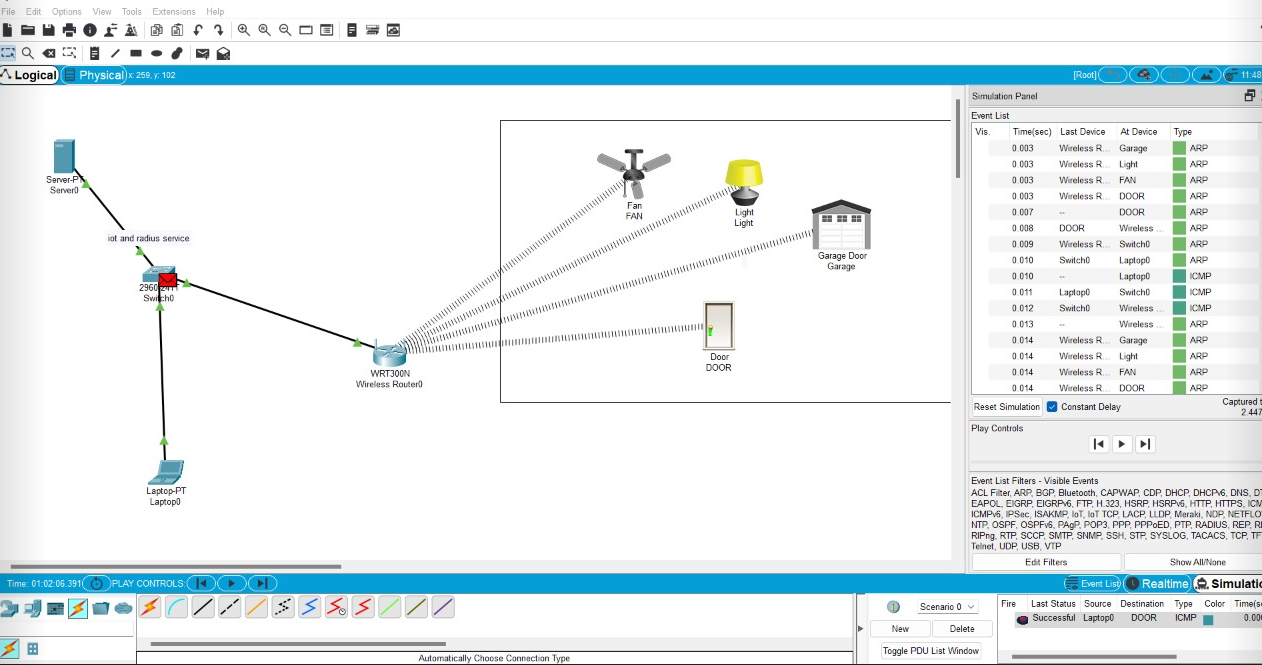 File Edit Options View Tools Extensions Help
Logical Physical x: 259, y: 102 [Root] 11:48
Server-PT
Server0
iot and radius service
2960-24TT
Switch0
Laptop-PT
Laptop0
WRT300N
Wireless Router0
Fan
FAN
Light
Light
Garage Door
Garage
Door
DOOR
Simulation Panel
Event List
Vis. Time(sec) Last Device At Device Type
0.003 Wireless R... Garage ARP
0.003 Wireless R... Light ARP
0.003 Wireless R... FAN ARP
0.003 Wireless R... DOOR ARP
0.007 -- DOOR ARP
0.008 DOOR Wireless ... ARP
0.009 Wireless R... Switch0 ARP
0.010 Switch0 Laptop0 ARP
0.010 -- Laptop0 ICMP
0.011 Laptop0 Switch0 ICMP
0.012 Switch0 Wireless ... ICMP
0.013 -- Wireless ... ARP
0.014 Wireless R... Garage ARP
0.014 Wireless R... Light ARP
0.014 Wireless R... FAN ARP
0.014 Wireless R... DOOR ARP
Reset Simulation Constant Delay Captured t
2.447
Play Controls
Event List Filters - Visible Events
ACL Filter, ARP, BGP, Bluetooth, CAPWAP, CDP, DHCP, DHCPv6, DNS, DT
EAPOL, EIGRP, EIGRPv6, FTP, H.323, HSRP, HSRPv6, HTTP, HTTPS, ICM
ICMPv6, IPSec, ISAKMP, IoT, IoT TCP, LACP, LLDP, Meraki, NDP, NETFLO
NTP, OSPF, OSPFv6, PAgP, POP3, PPP, PPPoED, PTP, RADIUS, REP, RI
RIPng, RTP, SCCP, SMTP, SNMP, SSH, STP, SYSLOG, TACACS, TCP, TF
Telnet, UDP, USB, VTP
Edit Filters Show All/None
Time: 01:02:06.391 PLAY CONTROLS: Event List Realtime Simulatio
Scenario 0
New Delete
Toggle PDU List Window
Fire Last Status Source Destination Type Color Time(s
Successful Laptop0 DOOR ICMP 0.00
Automatically Choose Connection Type